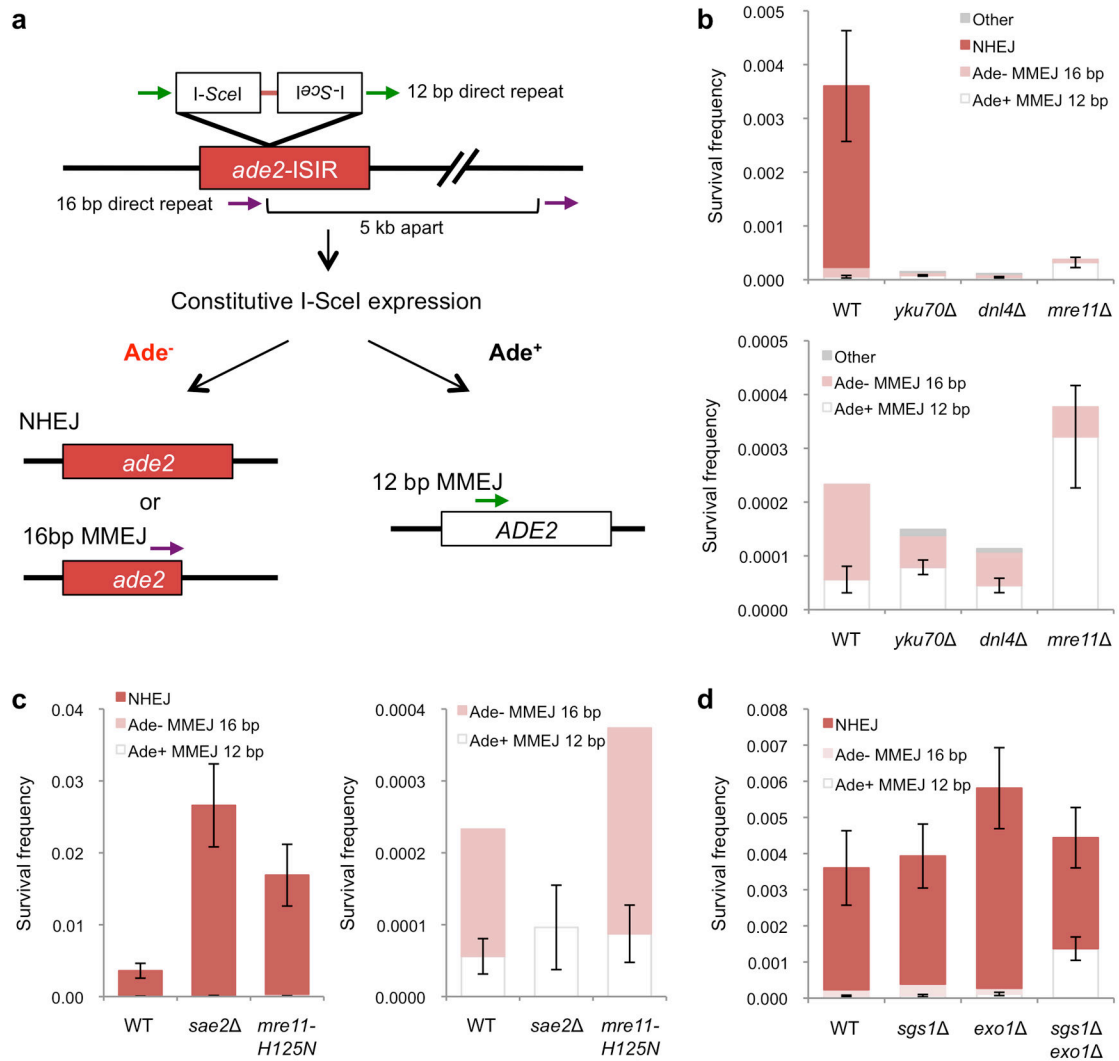 a
I-SceI
I-SceI
12 bp direct repeat
ade2-ISIR
16 bp direct repeat
5 kb apart
Constitutive I-SceI expression
Ade-
Ade+
NHEJ
ade2
or
16bp MMEJ
ade2
12 bp MMEJ
ADE2
b
Survival frequency
0.005
0.004
0.003
0.002
0.001
0.000
Other
NHEJ
Ade- MMEJ 16 bp
Ade+ MMEJ 12 bp
WT
yku70Δ
dnl4Δ
mre11Δ
Survival frequency
0.0005
0.0004
0.0003
0.0002
0.0001
0.0000
Other
Ade- MMEJ 16 bp
Ade+ MMEJ 12 bp
WT
yku70Δ
dnl4Δ
mre11Δ
c
Survival frequency
0.04
0.03
0.02
0.01
0.00
NHEJ
Ade- MMEJ 16 bp
Ade+ MMEJ 12 bp
WT
sae2Δ
mre11-
H125N
Survival frequency
0.0004
0.0003
0.0002
0.0001
0.0000
Ade- MMEJ 16 bp
Ade+ MMEJ 12 bp
WT
sae2Δ
mre11-
H125N
d
Survival frequency
0.008
0.007
0.006
0.005
0.004
0.003
0.002
0.001
0.000
NHEJ
Ade- MMEJ 16 bp
Ade+ MMEJ 12 bp
WT
sgs1Δ
exo1Δ
sgs1Δ
exo1Δ